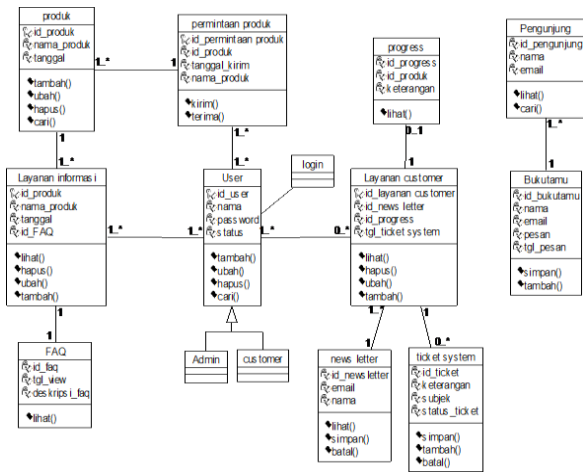 produk
id_produk
nama_produk
tanggal
tambah()
ubah()
hapus()
cari()
1..*
1
permintaan produk
id_permintaan produk
id_produk
tanggal_kirim
nama_produk
kirim()
terima()
progress
id_progress
id_produk
keterangan
lihat()
Pengunjung
id_pengunjung
nama
email
lihat()
cari()
1
1..*
1..*
1..*
0..1
1
1
1..*
Layanan informasi
id_produk
nama_produk
tanggal
id_FAQ
lihat()
hapus()
ubah()
tambah()
1..*
1..*
User
id_user
nama
password
status
tambah()
ubah()
hapus()
cari()
login
1..*
0..*
Layanan customer
id_layanan customer
id_news letter
id_progress
tgl_ticket system
lihat()
hapus()
ubah()
tambah()
Bukutamu
id_bukutamu
nama
email
pesan
tgl_pesan
simpan()
tambah()
1
1
FAQ
id_faq
tgl_view
deskripsi_faq
lihat()
Admin
customer
1..*
1
news letter
id_news letter
email
nama
lihat()
simpan()
batal()
1
0..*
ticket system
id_ticket
keterangan
subjek
status_ticket
simpan()
tambah()
batal()